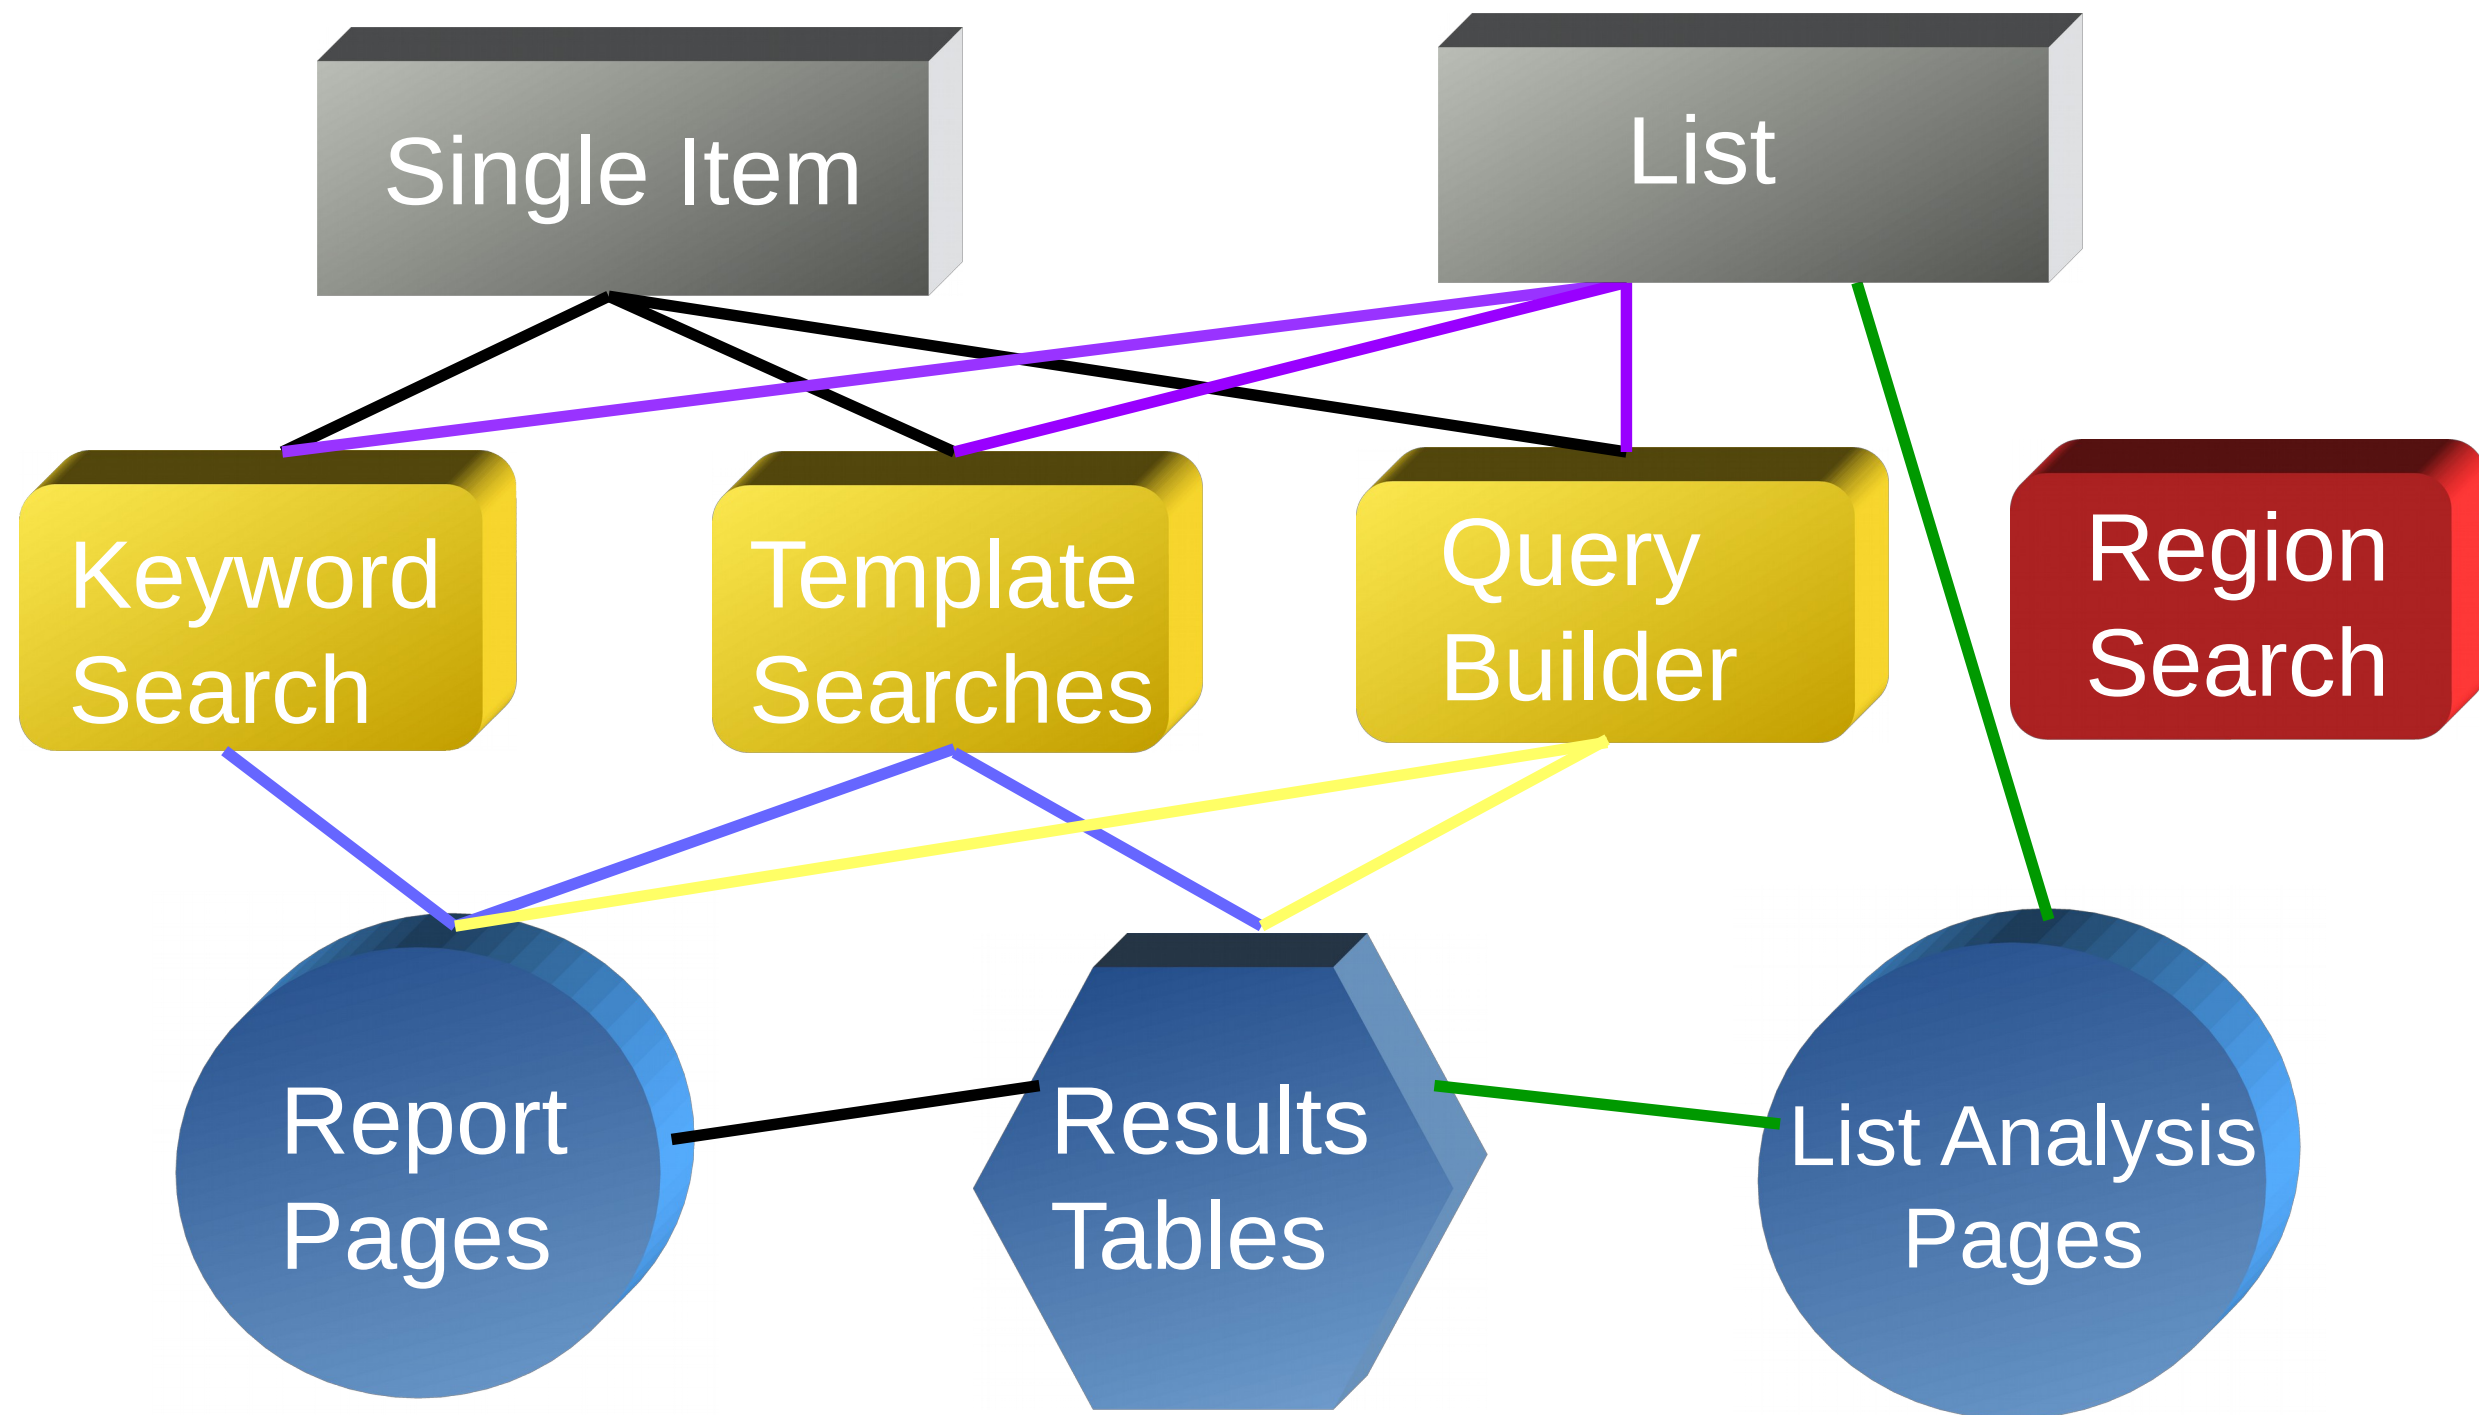 Single Item
List
Keyword
Search
Template
Searches
Query
Builder
Region
Search
Report
Pages
Results
Tables
List Analysis
Pages